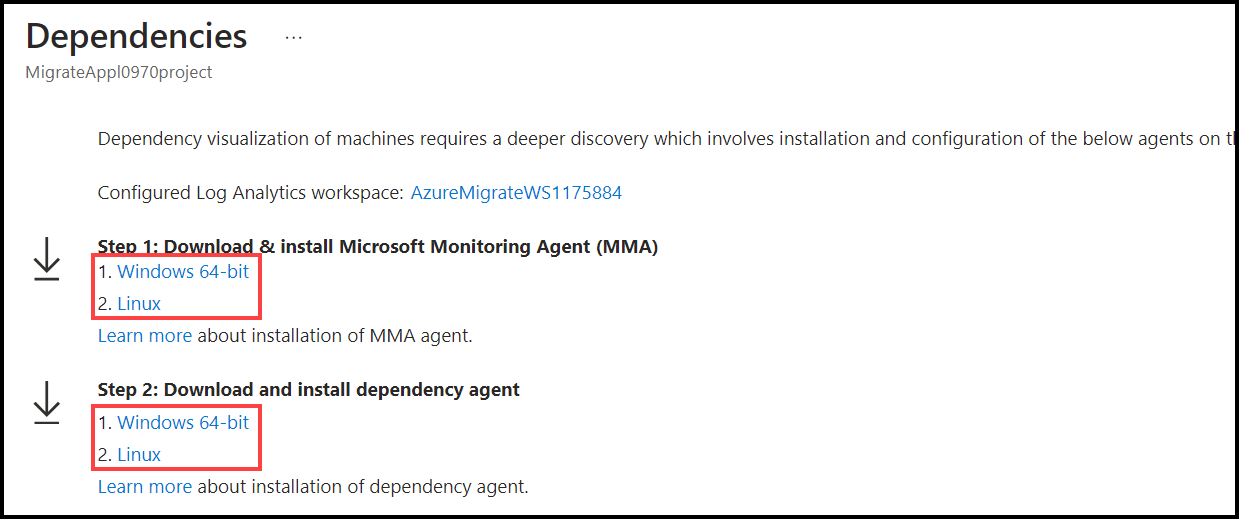 Dependencies ...
MigrateAppl0970project
Dependency visualization of machines requires a deeper discovery which involves installation and configuration of the below agents on
Configured Log Analytics workspace: AzureMigrateWS1175884
Step 1: Download & install Microsoft Monitoring Agent (MMA)
1. Windows 64-bit
2. Linux
Learn more about installation of MMA agent.
Step 2: Download and install dependency agent
1. Windows 64-bit
2. Linux
Learn more about installation of dependency agent.